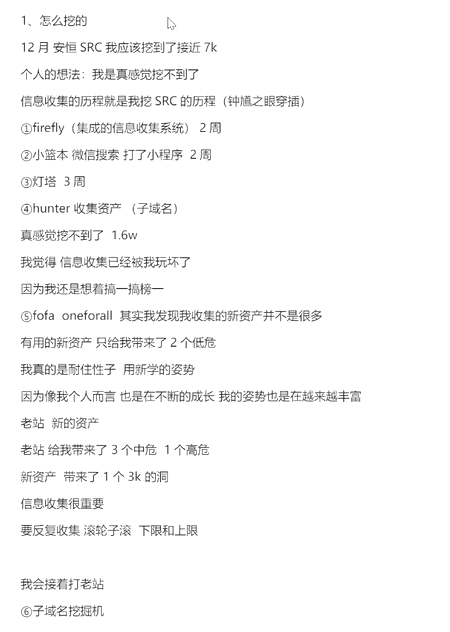 1、怎么挖的
12 月 安恒 SRC 我应该挖到了接近 7k
个人的想法：我是真感觉挖不到了
信息收集的历程就是我挖 SRC 的历程（钟馗之眼穿插）
①firefly（集成的信息收集系统） 2 周
②小篮本 微信搜索 打了小程序 2 周
③灯塔 3 周
④hunter 收集资产 （子域名）
真感觉挖不到了 1.6w
我觉得 信息收集已经被我玩坏了
因为我还是想着搞一搞榜一
⑤fofa oneforall 其实我发现我收集的新资产并不是很多
有用的新资产 只给我带来了 2 个低危
我真的是耐住性子 用新学的姿势
因为像我个人而言 也是在不断的成长 我的姿势也是在越来越丰富
老站 新的资产
老站 给我带来了 3 个中危 1 个高危
新资产 带来了 1 个 3k 的洞
信息收集很重要
要反复收集 滚轮子滚 下限和上限
我会接着打老站
⑥子域名挖掘机